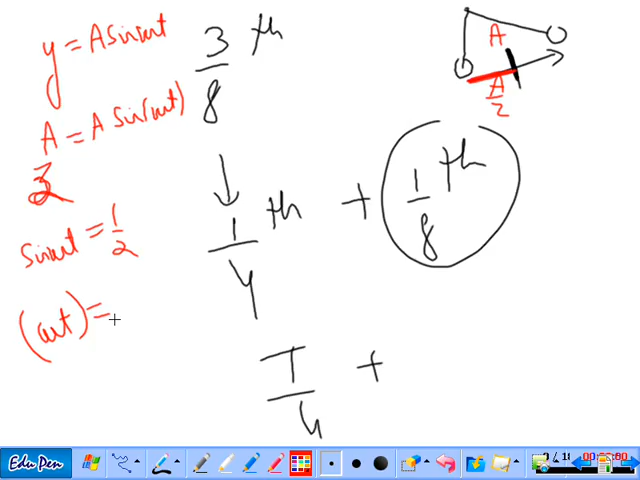 y = A sin ωt
A/2 = A sin(ωt)
sin ωt = 1/2
(ωt) =
3/8 th
↓
1/4 th + 1/8 th
T/4 +
A
A/2
Edu Pen